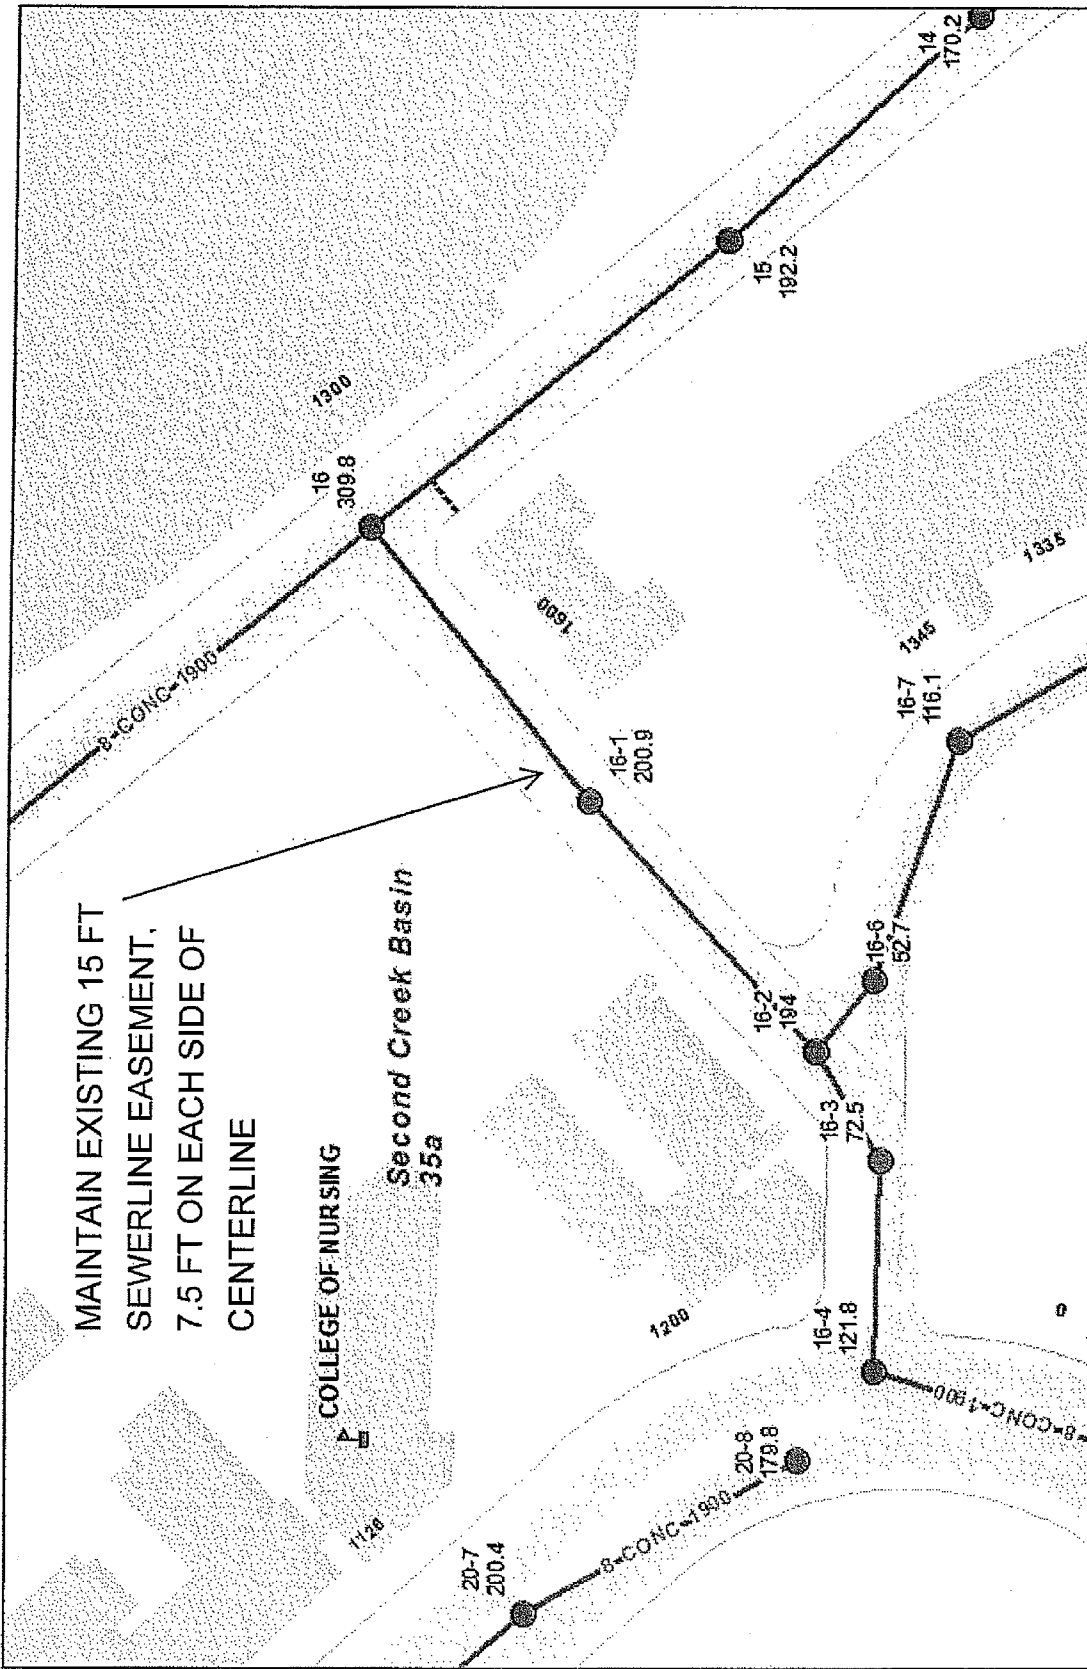 MAINTAIN EXISTING 15 FT
SEWERLINE EASEMENT,
7.5 FT ON EACH SIDE OF
CENTERLINE
COLLEGE OF NURSING
Second Creek Basin
35a
1126
20-7
200.4
8-CONC-1900
20-8
179.8
1200
16-4
121.8
8-CONC-1900-8
16-3
72.5
16-2
194
16-6
52.7
16-1
200.9
16-7
116.1
1345
1335
1600
8-CONC-1900
16
309.8
1300
15
192.2
14
170.2
0